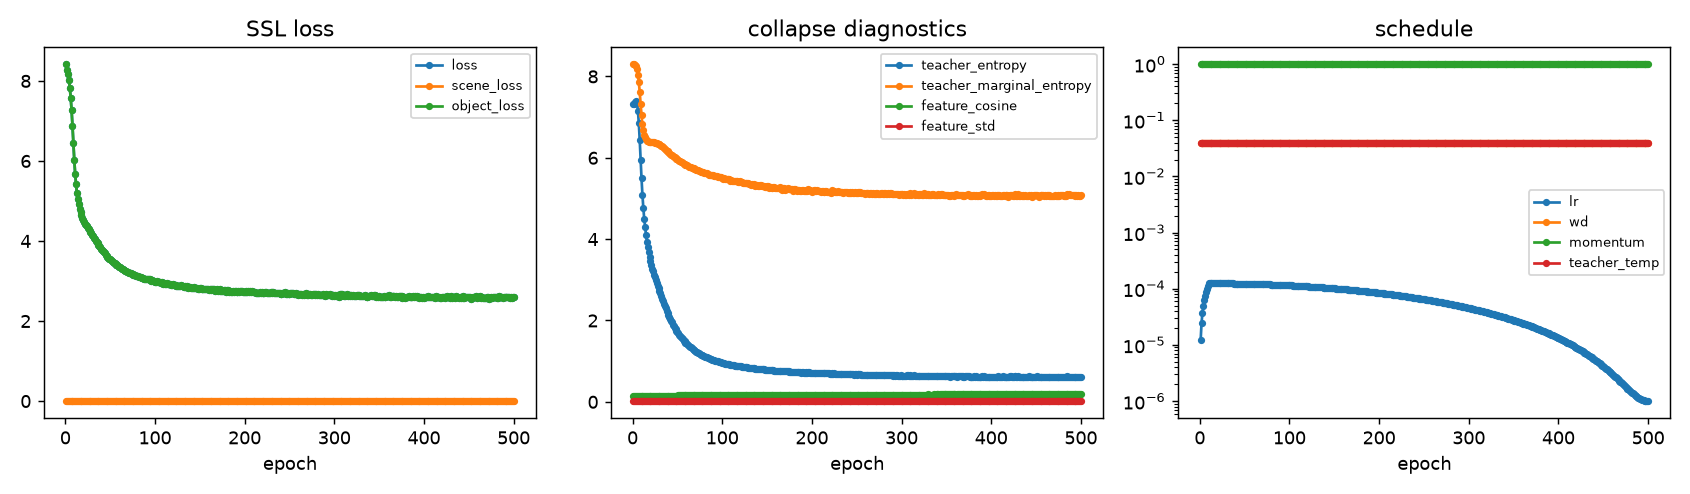 SSL loss
loss
scene_loss
object_loss
8
6
4
2
0
0 100 200 300 400 500
epoch
collapse diagnostics
teacher_entropy
teacher_marginal_entropy
feature_cosine
feature_std
8
6
4
2
0
0 100 200 300 400 500
epoch
schedule
10⁰
10⁻¹
10⁻²
10⁻³
10⁻⁴
10⁻⁵
10⁻⁶
lr
wd
momentum
teacher_temp
0 100 200 300 400 500
epoch